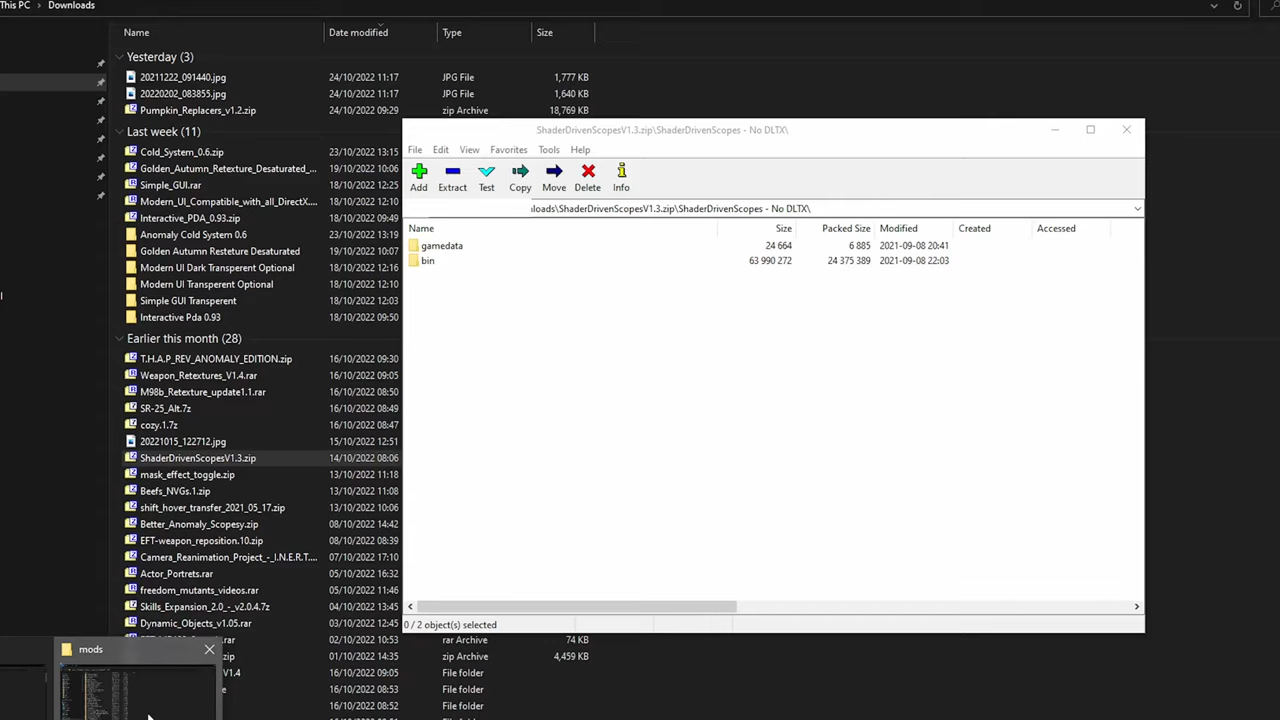 This PC > Downloads
Name Date modified Type Size
Yesterday (3)
20211222_091440.jpg 24/10/2022 11:17 JPG File 1,777 KB
20220202_083855.jpg 24/10/2022 11:17 JPG File 1,640 KB
Pumpkin_Replacers_v1.2.zip 24/10/2022 09:29 zip Archive 18,769 KB
Last week (11)
Cold_System_0.6.zip 23/10/2022 13:15
Golden_Autumn_Retexture_Desaturated_... 19/10/2022 10:06
Simple_GUI.rar 18/10/2022 12:25
Modern_UI_Compatible_with_all_DirectX.... 18/10/2022 12:10
Interactive_PDA_0.93.zip 18/10/2022 09:49
Anomaly Cold System 0.6 24/10/2022 13:19
Golden Autumn Resteture Desaturated 19/10/2022 10:07
Modern UI Dark Transperent Optional 18/10/2022 12:16
Modern UI Transperent Optional 18/10/2022 12:10
Simple GUI Transperent 18/10/2022 12:03
Interactive Pda 0.93 18/10/2022 09:50
Earlier this month (28)
T.H.A.P_REV_ANOMALY_EDITION.zip 16/10/2022 09:30
Weapon_Retextures_V1.4.rar 16/10/2022 09:05
M98b_Retexture_update1.1.rar 16/10/2022 08:50
SR-25_Alt.7z 16/10/2022 08:49
cozy.1.7z 16/10/2022 08:47
20221015_122712.jpg 15/10/2022 12:51
ShaderDrivenScopesV1.3.zip 14/10/2022 08:06
mask_effect_toggle.zip 13/10/2022 11:18
Beefs_NVGs.1.zip 13/10/2022 11:08
shift_hover_transfer_2021_05_17.zip 13/10/2022 10:06
Better_Anomaly_Scopesy.zip 08/10/2022 14:42
EFT-weapon_reposition.10.zip 08/10/2022 08:39
Camera_Reanimation_Project_-_I.N.E.R.T.... 07/10/2022 17:10
Actor_Portrets.rar 05/10/2022 16:32
freedom_mutants_videos.rar 05/10/2022 11:46
Skills_Expansion_2.0_-_v2.0.4.7z 04/10/2022 13:45
Dynamic_Objects_v1.05.rar 03/10/2022 12:45
.rar 02/10/2022 10:53 rar Archive 74 KB
zip 01/10/2022 14:35 zip Archive 4,459 KB
V1.4 16/10/2022 09:05 File folder
16/10/2022 08:53 File folder
16/10/2022 08:52 File folder
mods
ShaderDrivenScopesV1.3.zip\ShaderDrivenScopes - No DLTX\
File Edit View Favorites Tools Help
Add Extract Test Copy Move Delete Info
loads\ShaderDrivenScopesV1.3.zip\ShaderDrivenScopes - No DLTX\
Name Size Packed Size Modified Created Accessed
gamedata 24 664 6 885 2021-09-08 20:41
bin 63 990 272 24 375 389 2021-09-08 22:03
0 / 2 object(s) selected